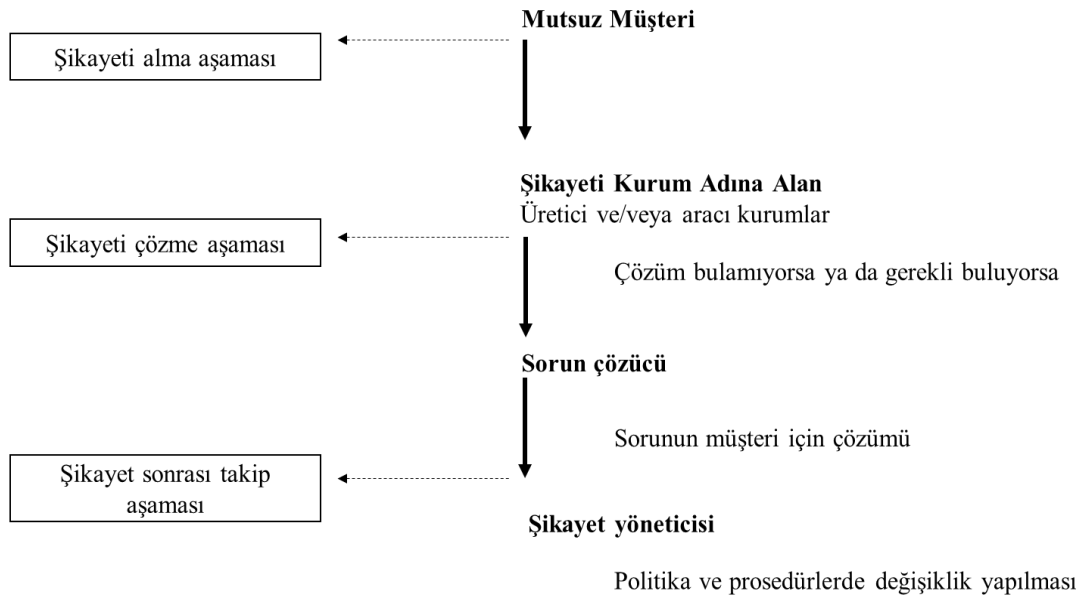 Mutsuz Müşteri
Şikayeti alma aşaması
Şikayeti Kurum Adına Alan
Üretici ve/veya aracı kurumlar
Şikayeti çözme aşaması
Çözüm bulamıyorsa ya da gerekli buluyorsa
Sorun çözücü
Sorunun müşteri için çözümü
Şikayet sonrası takip
aşaması
Şikayet yöneticisi
Politika ve prosedürlerde değişiklik yapılması